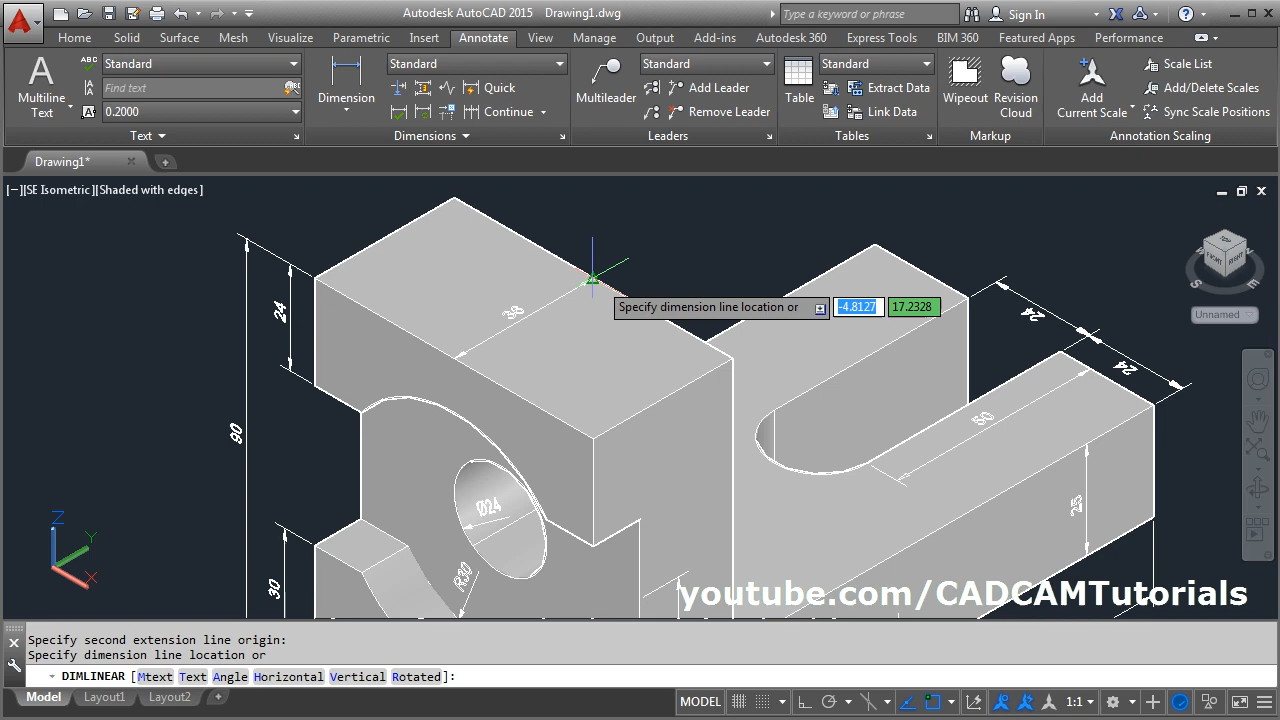 Autodesk AutoCAD 2015 Drawing1.dwg
Type a keyword or phrase
Sign In
Home Solid Surface Mesh Visualize Parametric Insert Annotate View Manage Output Add-ins Autodesk 360 Express Tools BIM 360 Featured Apps Performance
A
Multiline
Text
ABC
Standard
Find text
ABC
A
0.2000
Text
Dimension
Standard
Quick
Continue
Dimensions
Multileader
Standard
Add Leader
Remove Leader
Leaders
Table
Standard
Extract Data
Link Data
Tables
Wipeout
Revision
Cloud
Markup
Add
Current Scale
Scale List
Add/Delete Scales
Sync Scale Positions
Annotation Scaling
Drawing1*
[−][SE Isometric][Shaded with edges]
TOP
FRONT
RIGHT
S
E
Unnamed
24
38
Specify dimension line location or
-4.8127
17.2328
24
24
90
50
Ø24
25
30
R30
Z
Y
X
youtube.com/CADCAMTutorials
Specify second extension line origin:
Specify dimension line location or
DIMLINEAR [Mtext Text Angle Horizontal Vertical Rotated]:
Model Layout1 Layout2 +
MODEL
1:1